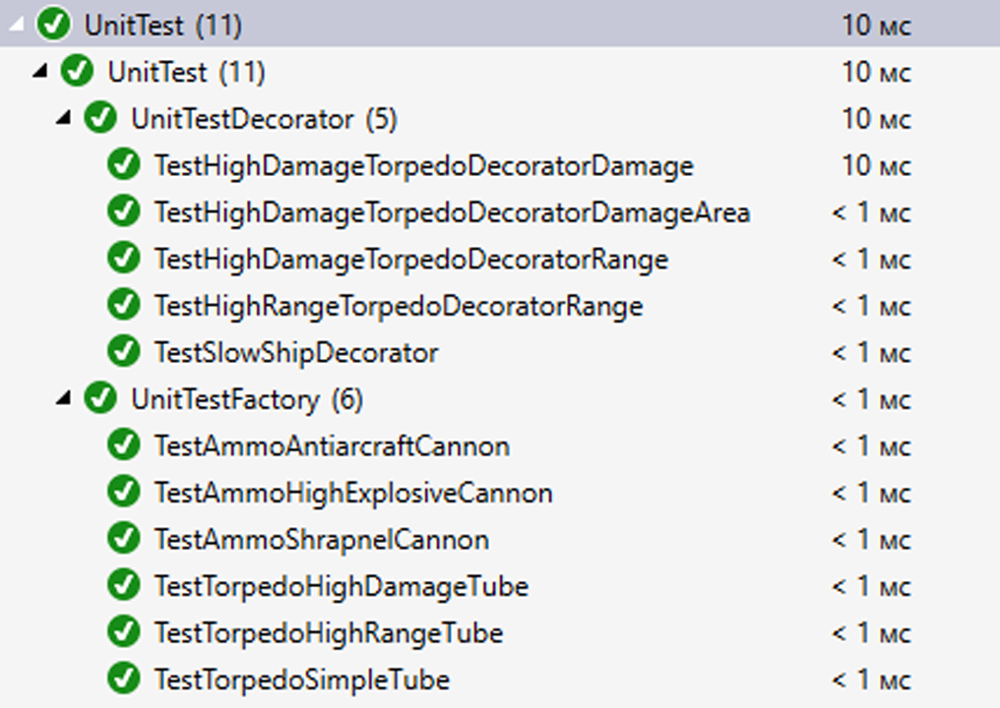 UnitTest (11) 10 мс
UnitTest (11) 10 мс
UnitTestDecorator (5) 10 мс
TestHighDamageTorpedoDecoratorDamage 10 мс
TestHighDamageTorpedoDecoratorDamageArea < 1 мс
TestHighDamageTorpedoDecoratorRange < 1 мс
TestHighRangeTorpedoDecoratorRange < 1 мс
TestSlowShipDecorator < 1 мс
UnitTestFactory (6) < 1 мс
TestAmmoAntiarcraftCannon < 1 мс
TestAmmoHighExplosiveCannon < 1 мс
TestAmmoShrapnelCannon < 1 мс
TestTorpedoHighDamageTube < 1 мс
TestTorpedoHighRangeTube < 1 мс
TestTorpedoSimpleTube < 1 мс